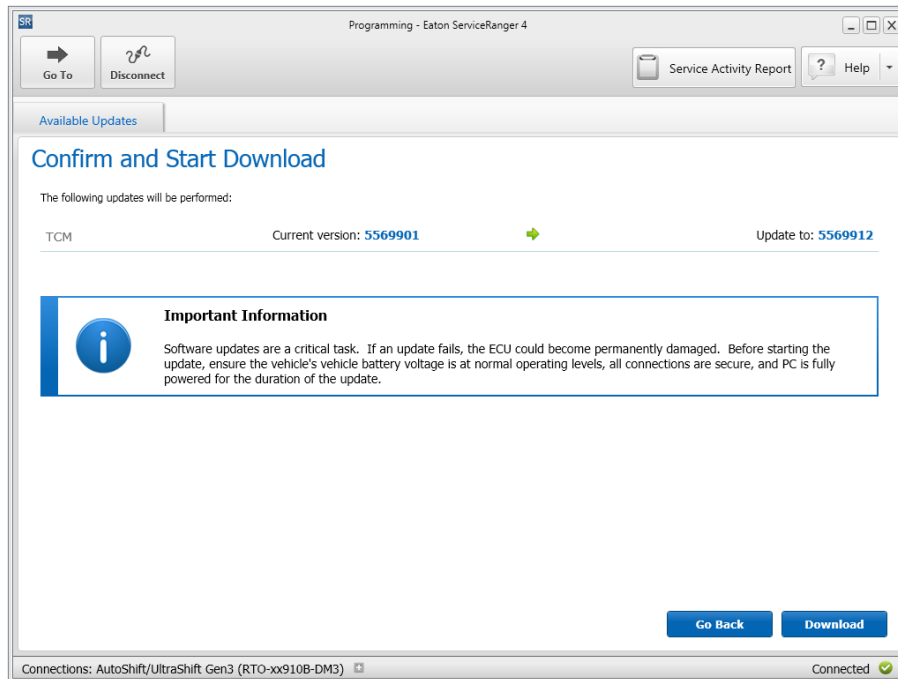 SR
Programming - Eaton ServiceRanger 4
Go To
Disconnect
Service Activity Report
? Help
Available Updates
Confirm and Start Download
The following updates will be performed:
TCM Current version: 5569901 Update to: 5569912
Important Information
i
Software updates are a critical task. If an update fails, the ECU could become permanently damaged. Before starting the
update, ensure the vehicle's vehicle battery voltage is at normal operating levels, all connections are secure, and PC is fully
powered for the duration of the update.
Go Back Download
Connections: AutoShift/UltraShift Gen3 (RTO-xx910B-DM3) Connected